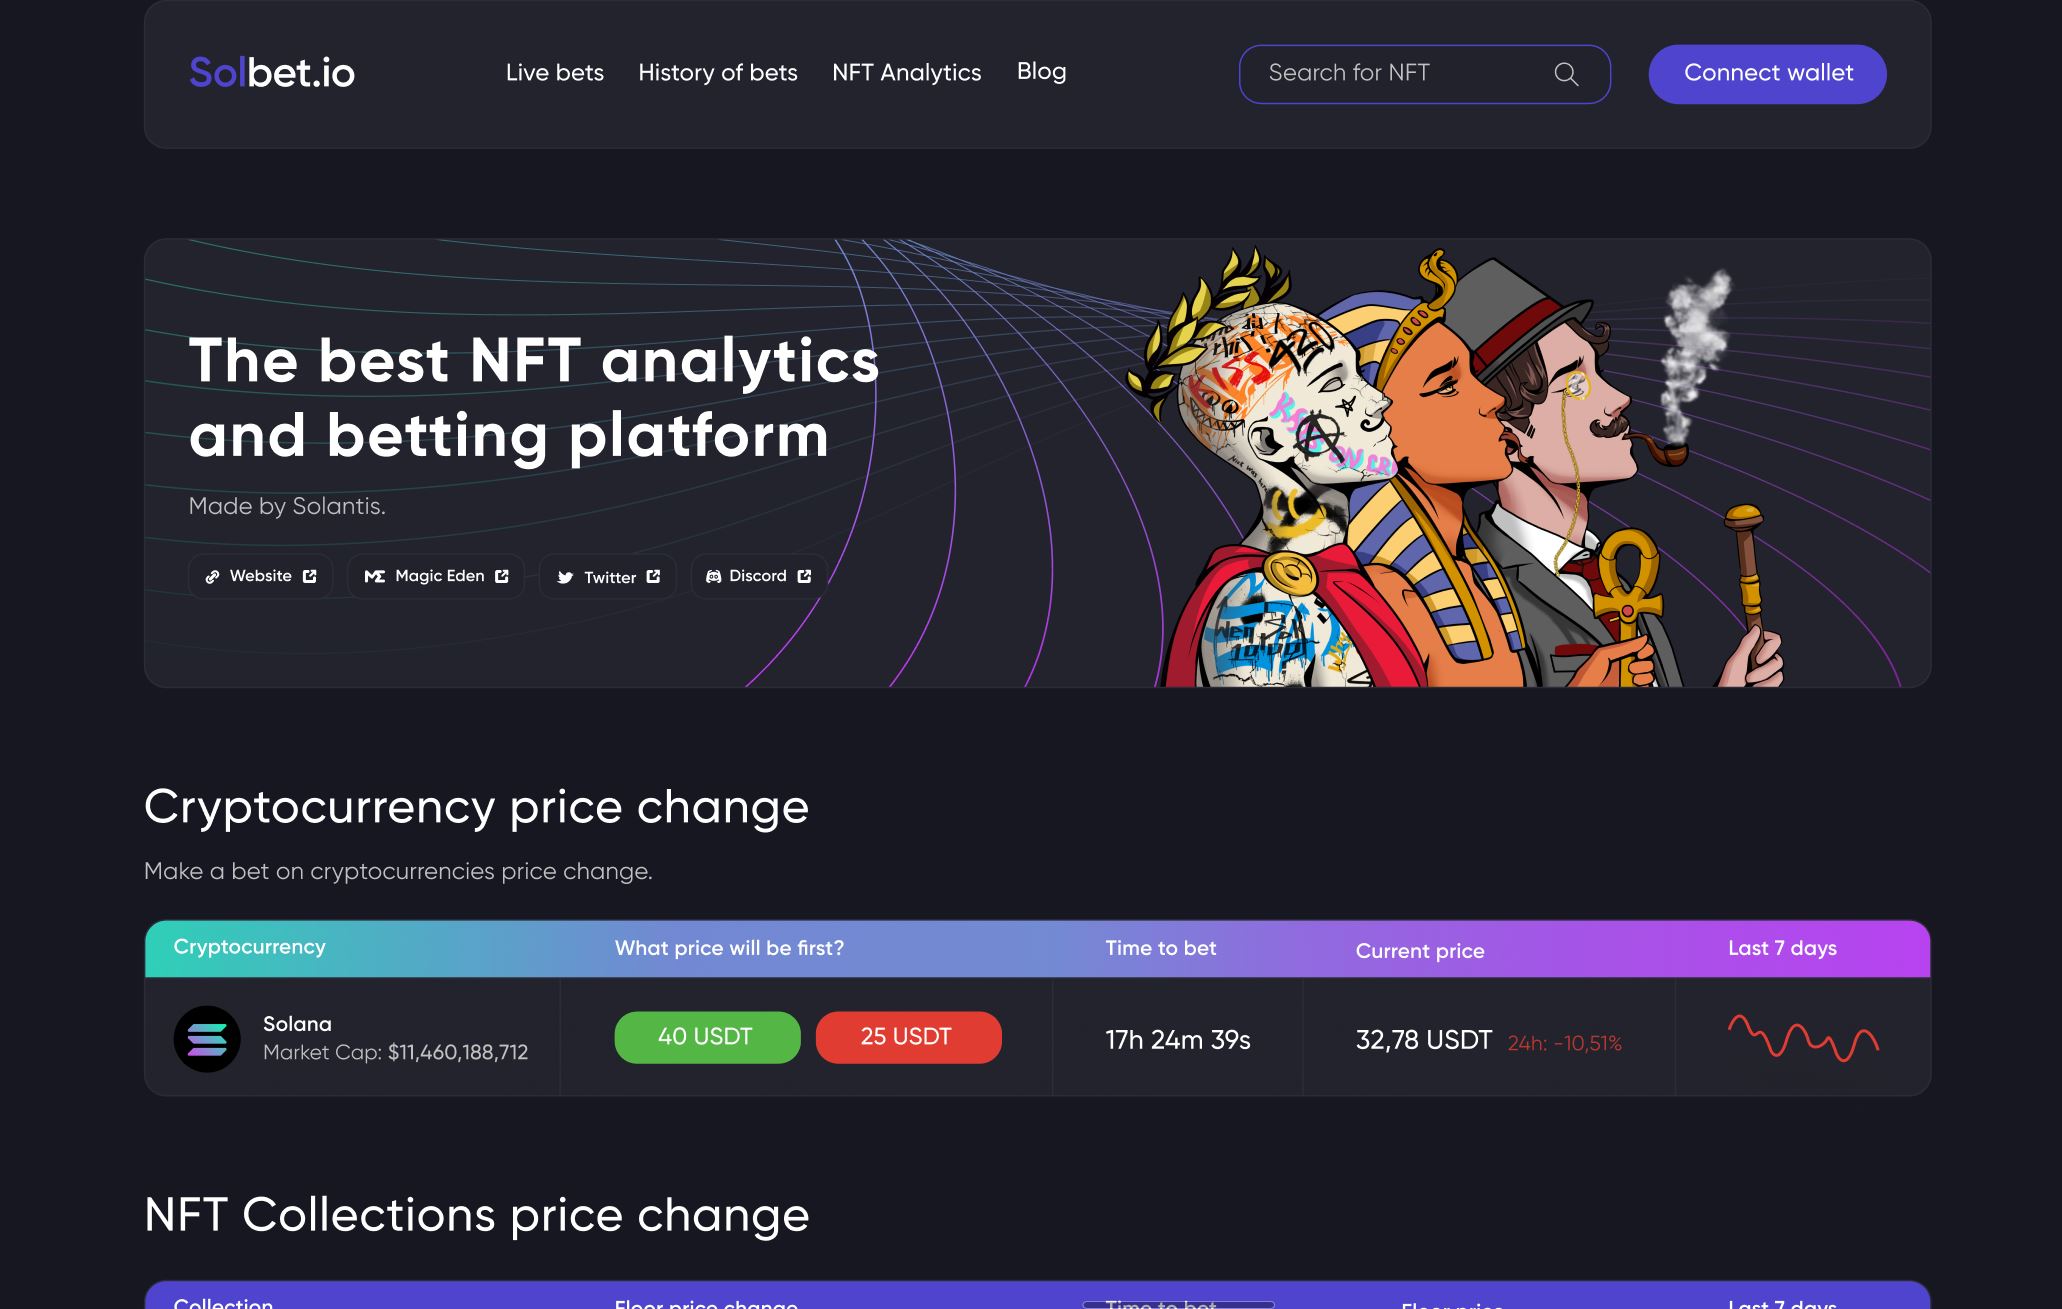 Solbet.io
Live bets
History of bets
NFT Analytics
Blog
Search for NFT
Connect wallet
The best NFT analytics
and betting platform
Made by Solantis.
Website
Magic Eden
Twitter
Discord
KISS
420
Wen
Cryptocurrency price change
Make a bet on cryptocurrencies price change.
Cryptocurrency
What price will be first?
Time to bet
Current price
Last 7 days
Solana
Market Cap: $11,460,188,712
40 USDT
25 USDT
17h 24m 39s
32,78 USDT
24h: -10,51%
NFT Collections price change
Collection
Floor price change
Time to bet
Floor price
Last 7 days